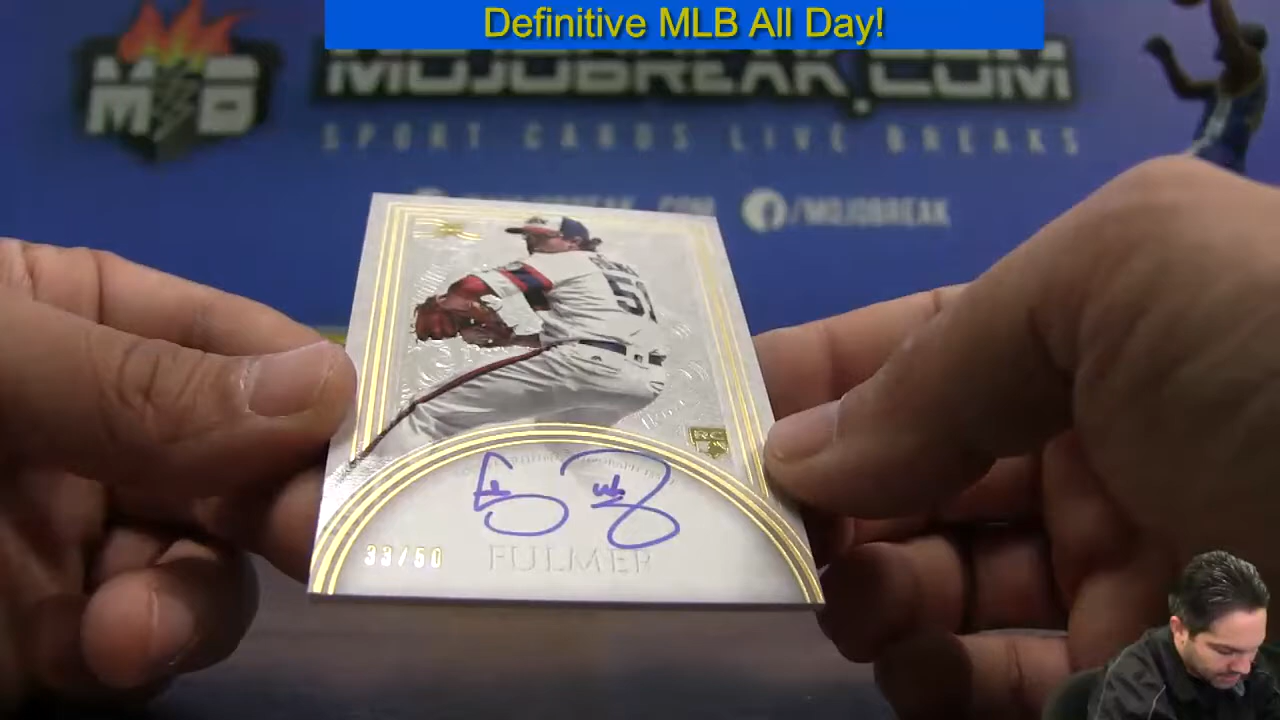 Definitive MLB All Day!
MOJOBREAK.COM
SPORT CARDS LIVE BREAKS
/MOJOBREAK
RC
33/50
FULMER